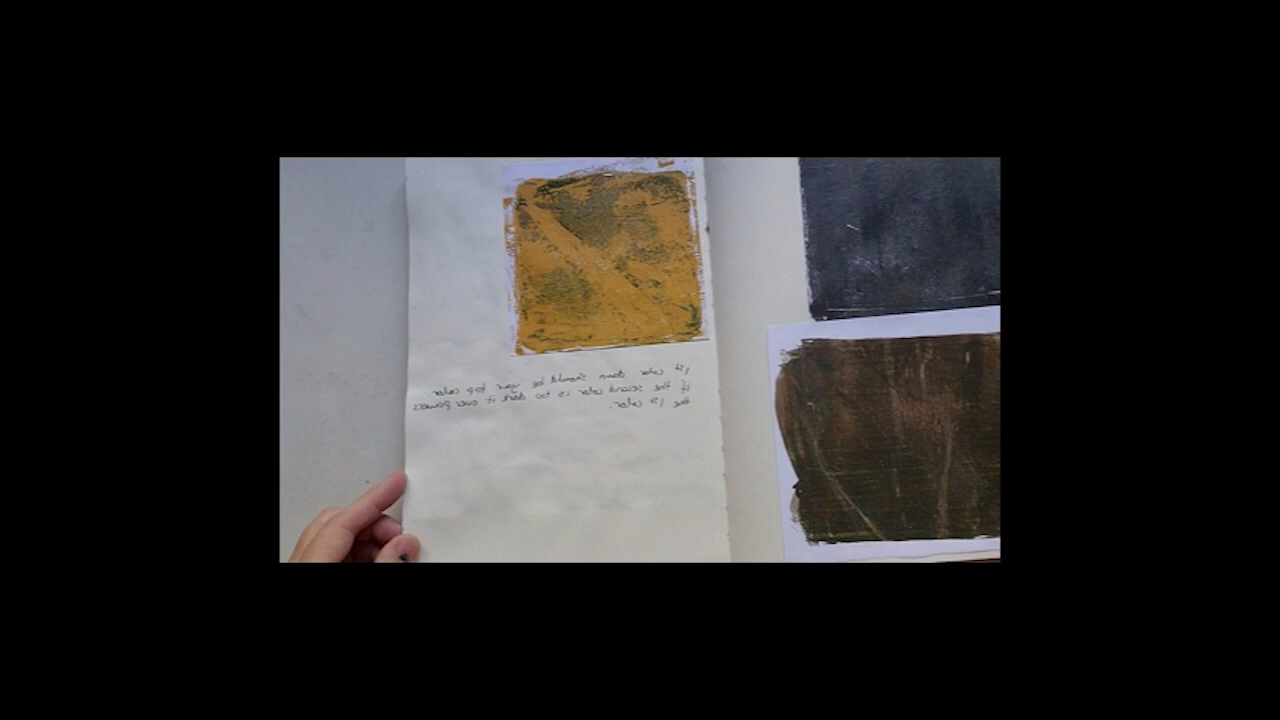 1st color down should be your top color.
If the second color is too dark it over powers
the 1st color.